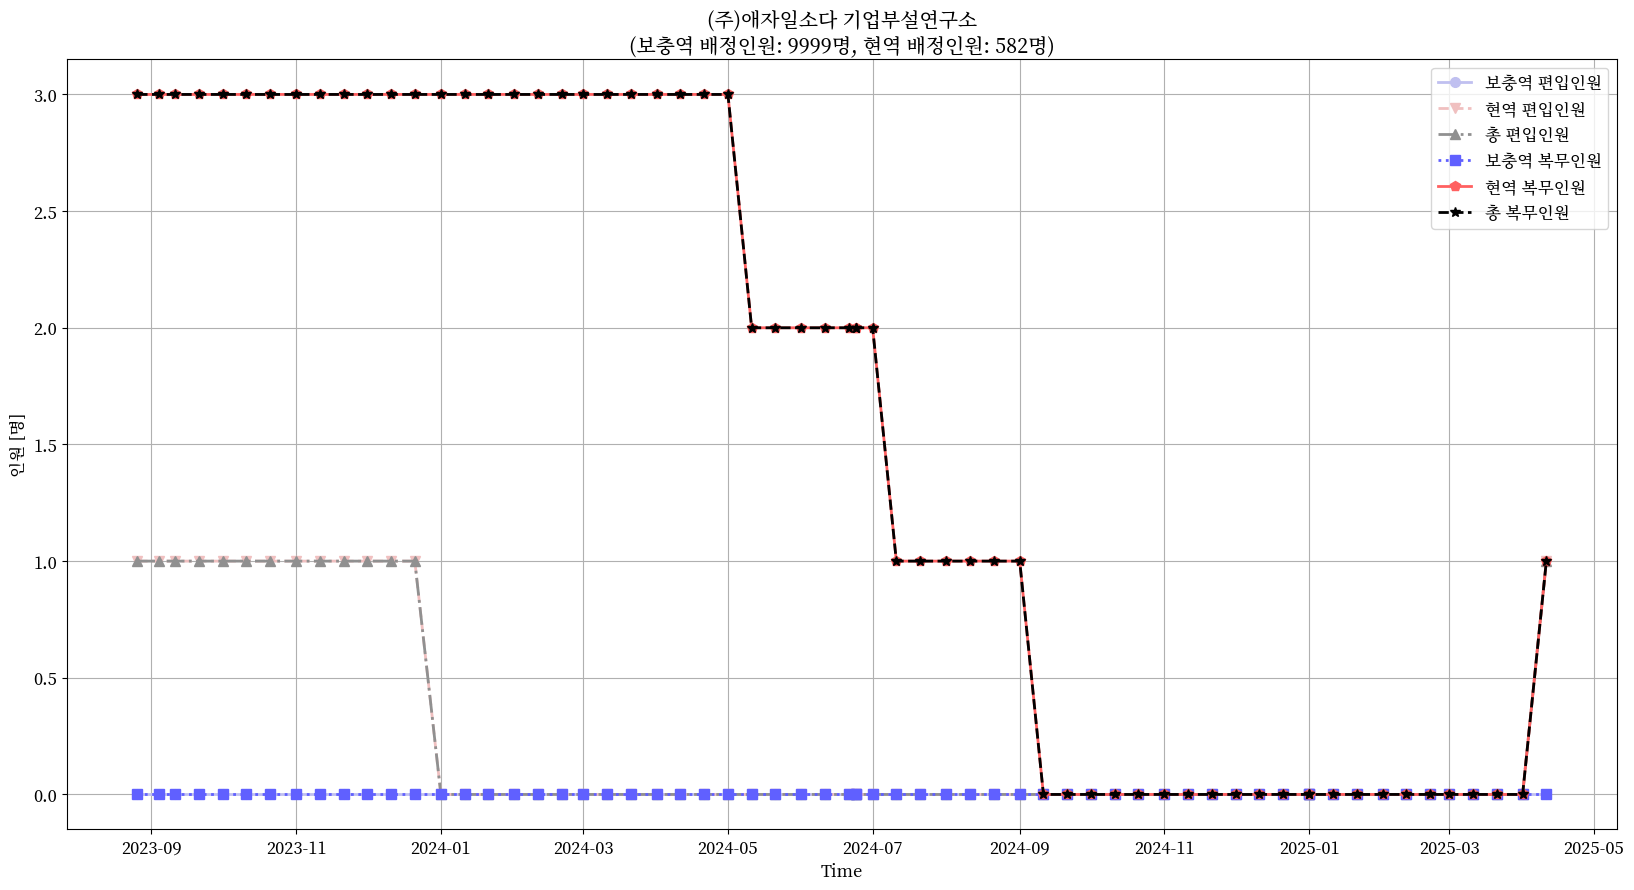 (주)애자일소다 기업부설연구소
(보충역 배정인원: 9999명, 현역 배정인원: 582명)
보충역 편입인원
현역 편입인원
총 편입인원
보충역 복무인원
현역 복무인원
총 복무인원
인원 [명]
3.0
2.5
2.0
1.5
1.0
0.5
0.0
2023-09
2023-11
2024-01
2024-03
2024-05
2024-07
2024-09
2024-11
2025-01
2025-03
2025-05
Time